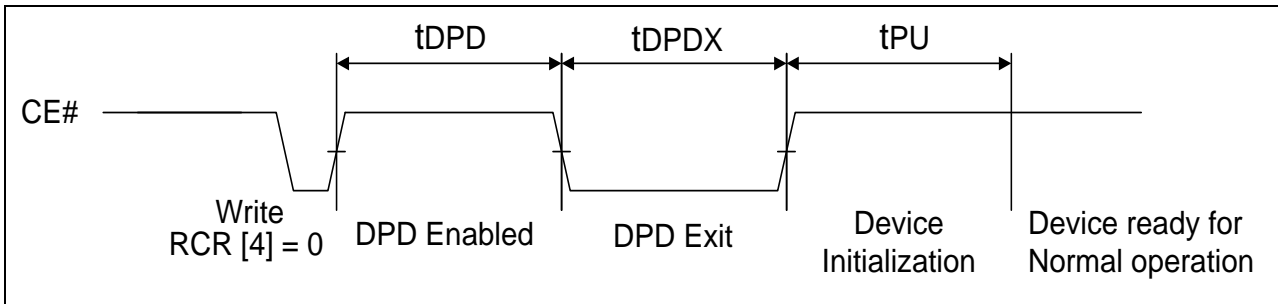 tDPD
tDPDX
tPU
CE#
Write
RCR [4] = 0
DPD Enabled
DPD Exit
Device
Initialization
Device ready for
Normal operation